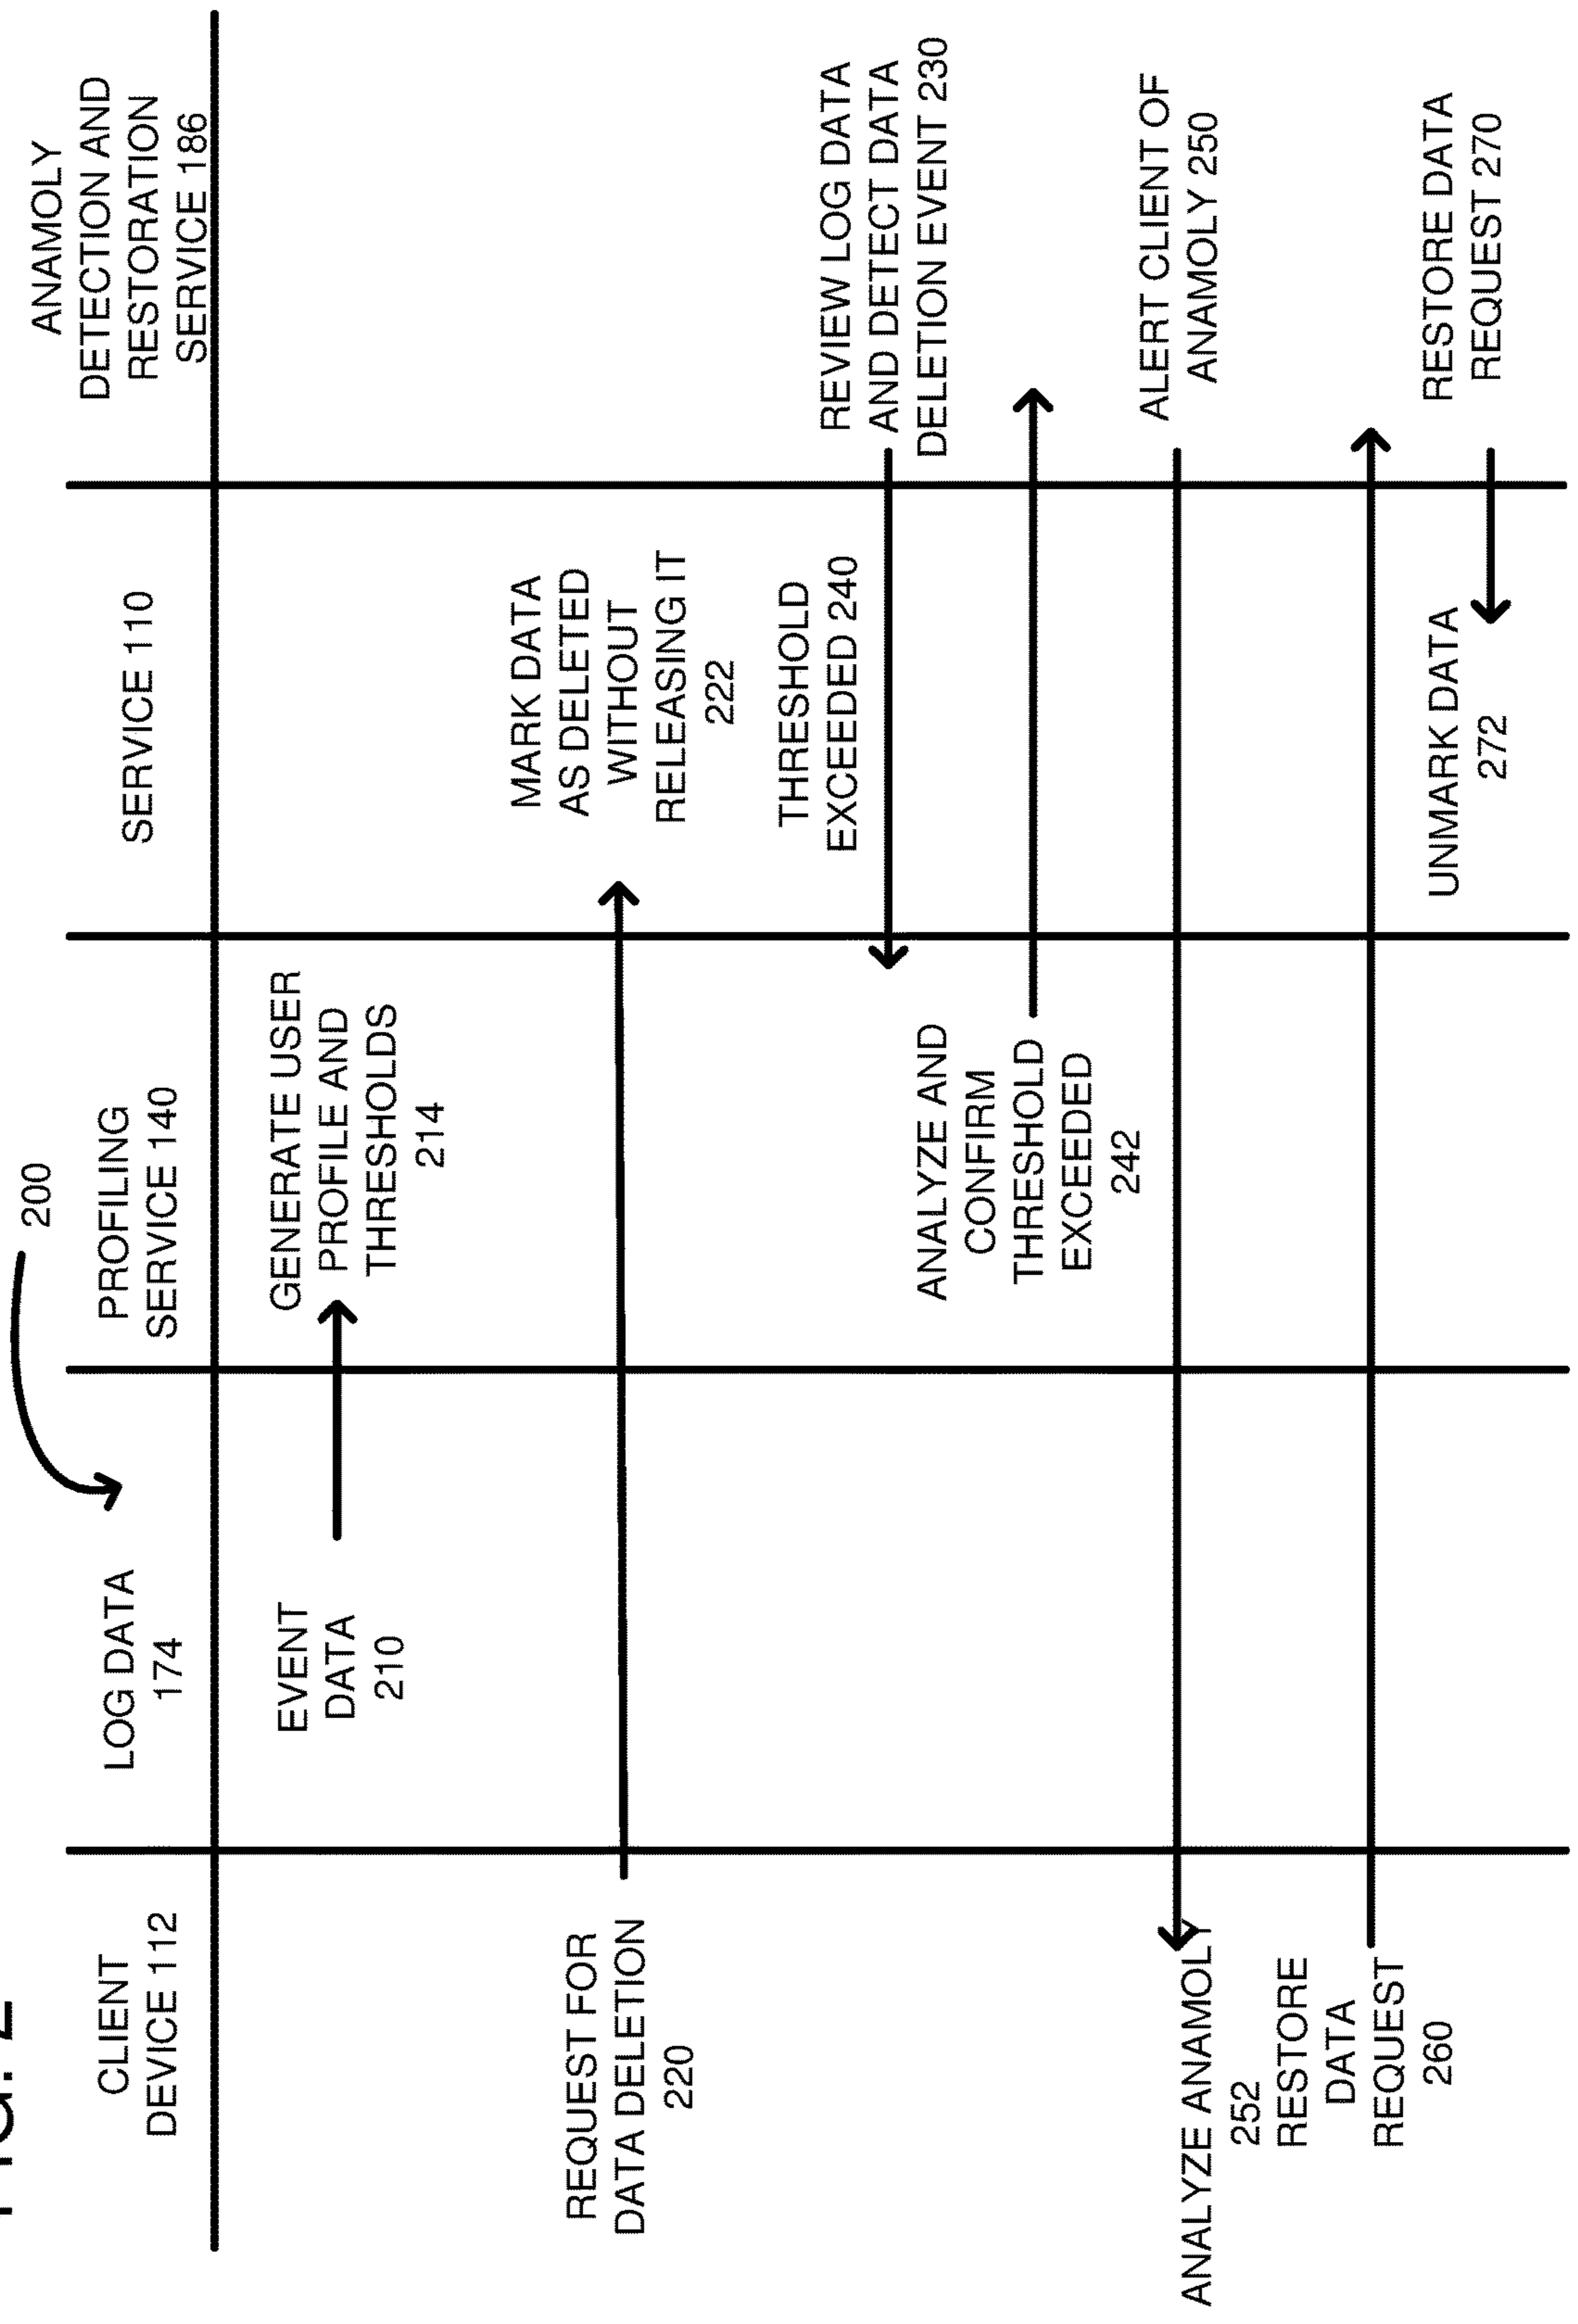 FIG. 2
200
CLIENT
DEVICE 112
LOG DATA
174
PROFILING
SERVICE 140
SERVICE 110
ANAMOLY
DETECTION AND
RESTORATION
SERVICE 186
EVENT
DATA
210
GENERATE USER
PROFILE AND
THRESHOLDS
214
REQUEST FOR
DATA DELETION
220
MARK DATA
AS DELETED
WITHOUT
RELEASING IT
222
THRESHOLD
EXCEEDED 240
REVIEW LOG DATA
AND DETECT DATA
DELETION EVENT 230
ANALYZE AND
CONFIRM
THRESHOLD
EXCEEDED
242
ALERT CLIENT OF
ANAMOLY 250
ANALYZE ANAMOLY
252
RESTORE
DATA
REQUEST
260
RESTORE DATA
REQUEST 270
UNMARK DATA
272